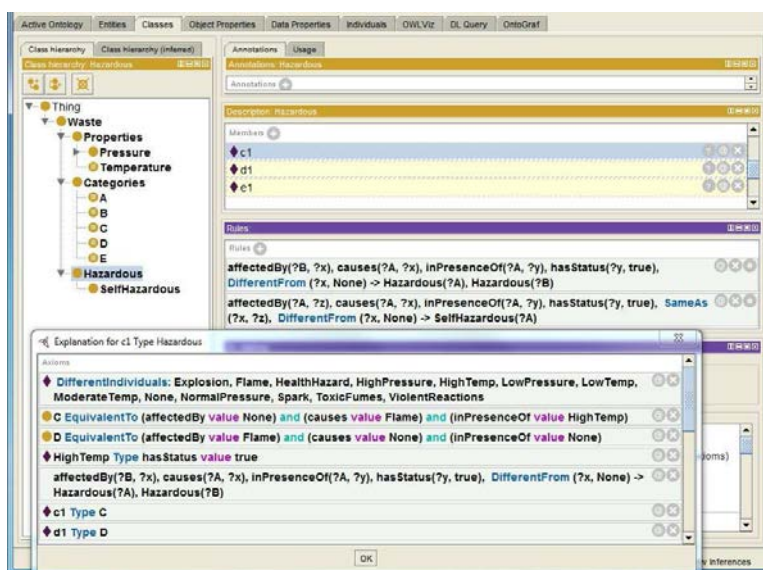 Active Ontology Entities Classes Object Properties Data Properties Individuals OWLViz DL Query OntoGraf
Class hierarchy Class hierarchy (inferred)
Class hierarchy: Hazardous
Thing
Waste
Properties
Pressure
Temperature
Categories
A
B
C
D
E
Hazardous
SelfHazardous
Annotations Usage
Annotations: Hazardous
Annotations
Description: Hazardous
Members
c1
d1
e1
Rules:
Rules
affectedBy(?B, ?x), causes(?A, ?x), inPresenceOf(?A, ?y), hasStatus(?y, true),
DifferentFrom (?x, None) -> Hazardous(?A), Hazardous(?B)
affectedBy(?A, ?z), causes(?A, ?x), inPresenceOf(?A, ?y), hasStatus(?y, true), SameAs
(?x, ?z), DifferentFrom (?x, None) -> SelfHazardous(?A)
Explanation for c1 Type Hazardous
Axioms
DifferentIndividuals: Explosion, Flame, HealthHazard, HighPressure, HighTemp, LowPressure, LowTemp,
ModerateTemp, None, NormalPressure, Spark, ToxicFumes, ViolentReactions
C EquivalentTo (affectedBy value None) and (causes value Flame) and (inPresenceOf value HighTemp)
D EquivalentTo (affectedBy value Flame) and (causes value None) and (inPresenceOf value None)
HighTemp Type hasStatus value true
affectedBy(?B, ?x), causes(?A, ?x), inPresenceOf(?A, ?y), hasStatus(?y, true), DifferentFrom (?x, None) ->
Hazardous(?A), Hazardous(?B)
c1 Type C
d1 Type D
OK
ioms)
w Inferences